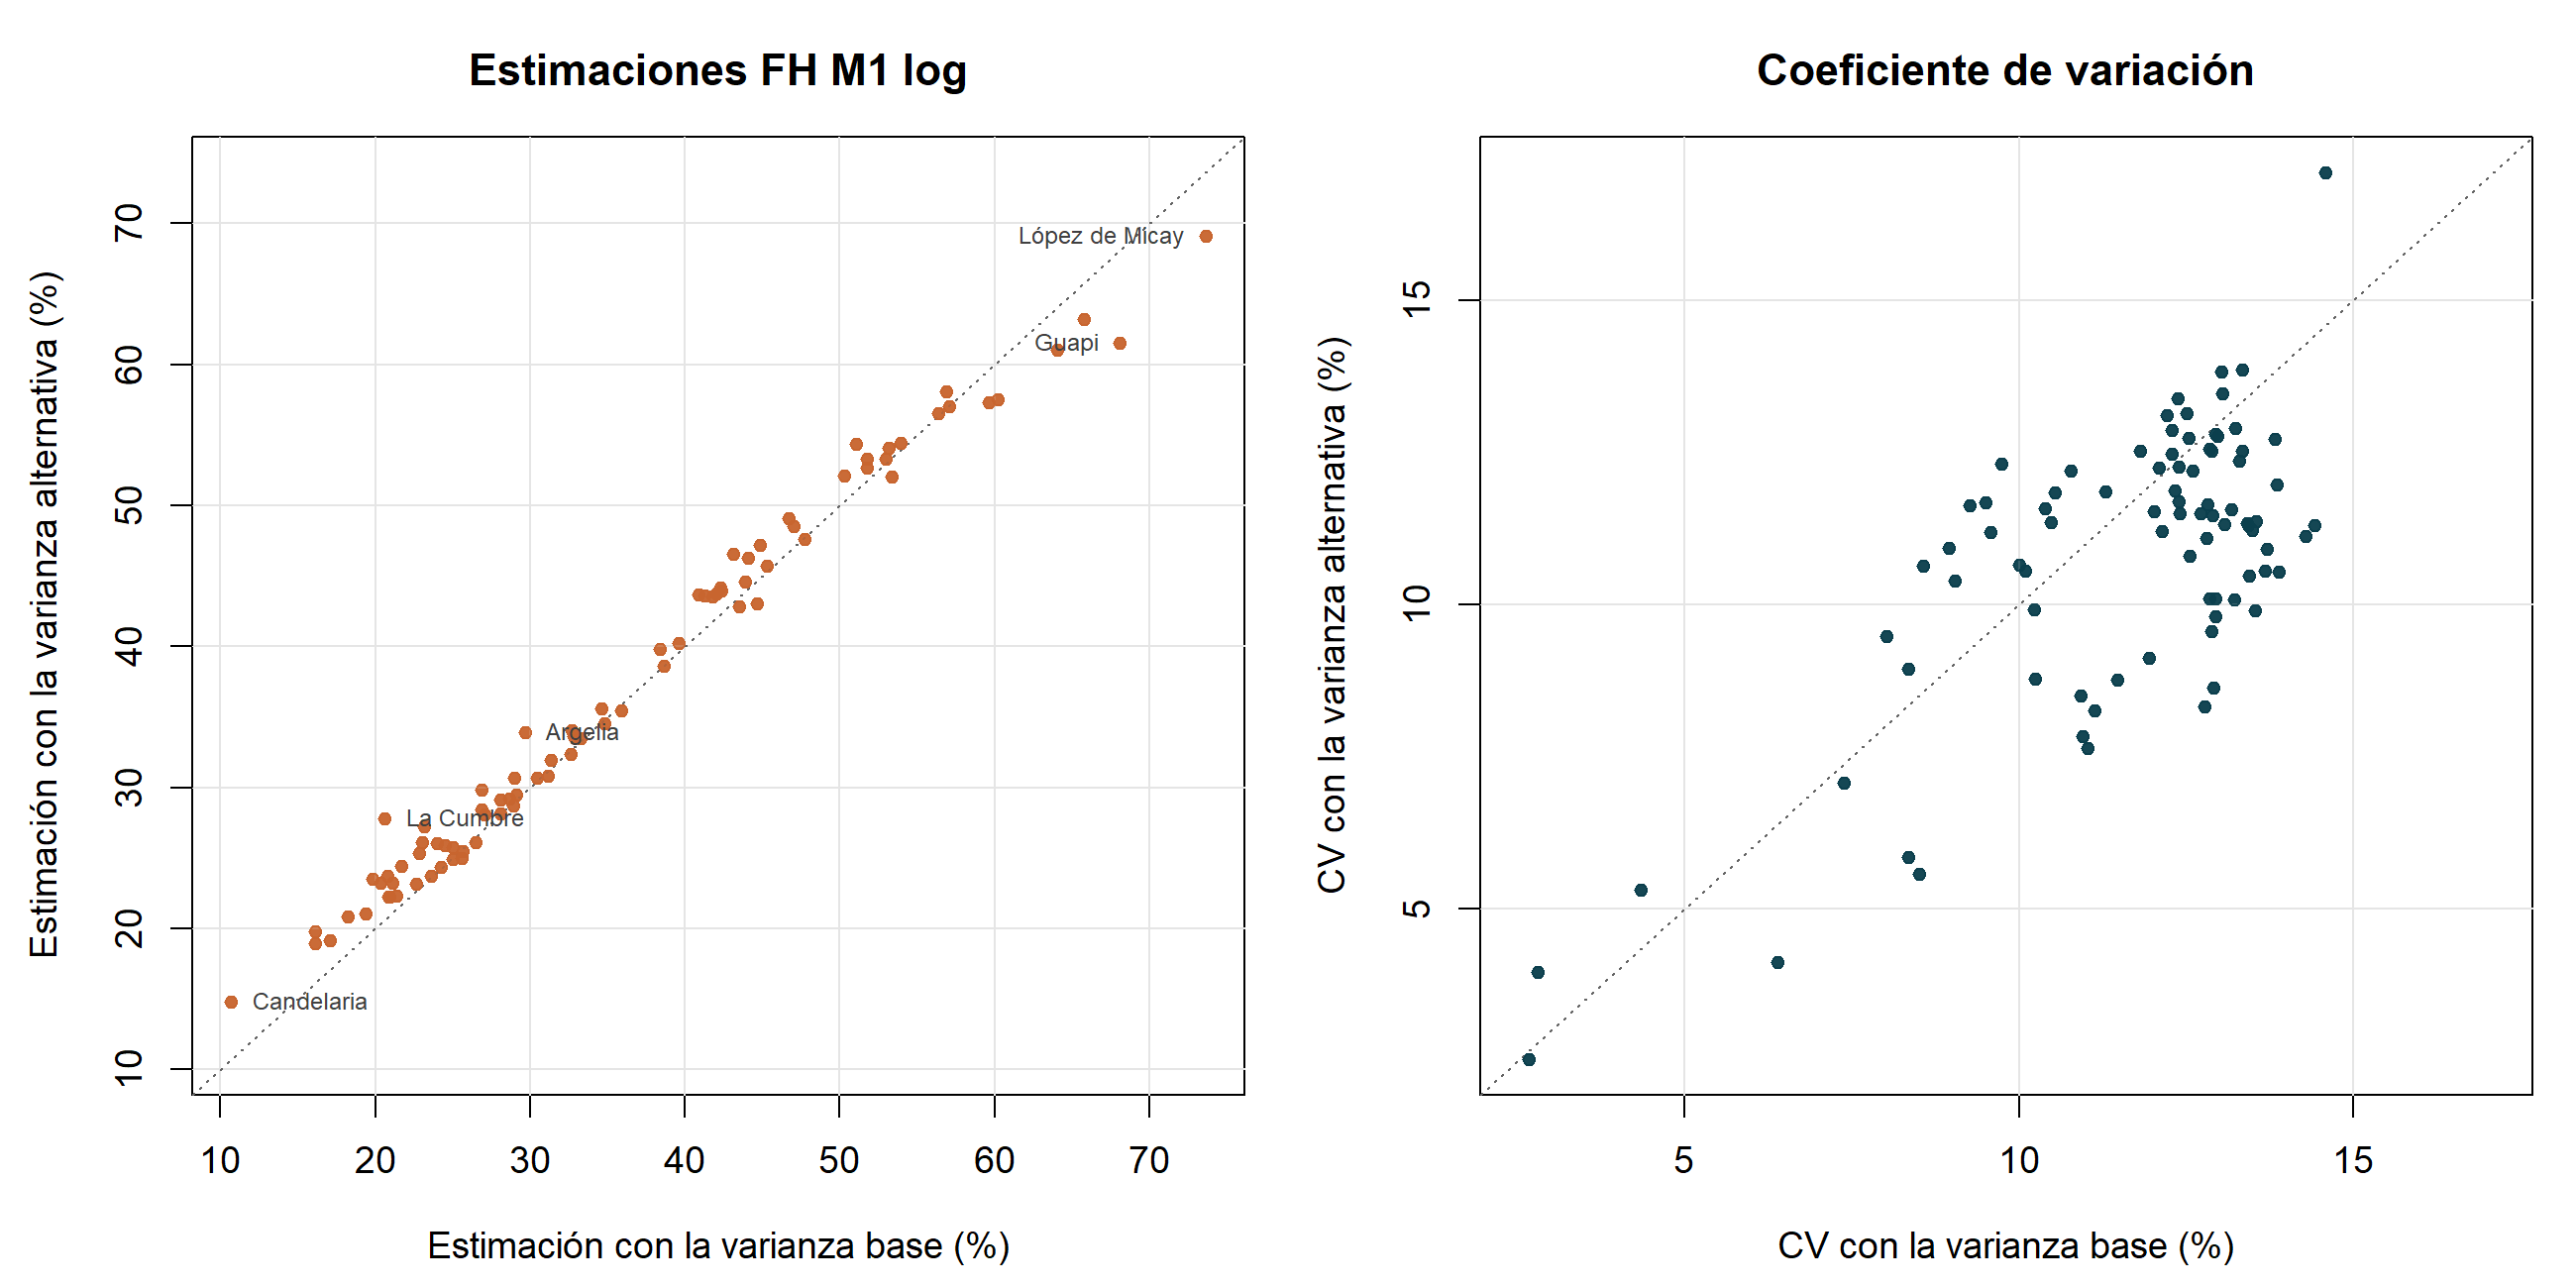 Estimaciones FH M1 log
Estimación con la varianza alternativa (%)
70
60
50
40
30
20
10
López de Micay
Guapi
Argelia
La Cumbre
Candelaria
10 20 30 40 50 60 70
Estimación con la varianza base (%)
Coeficiente de variación
CV con la varianza alternativa (%)
15
10
5
5 10 15
CV con la varianza base (%)